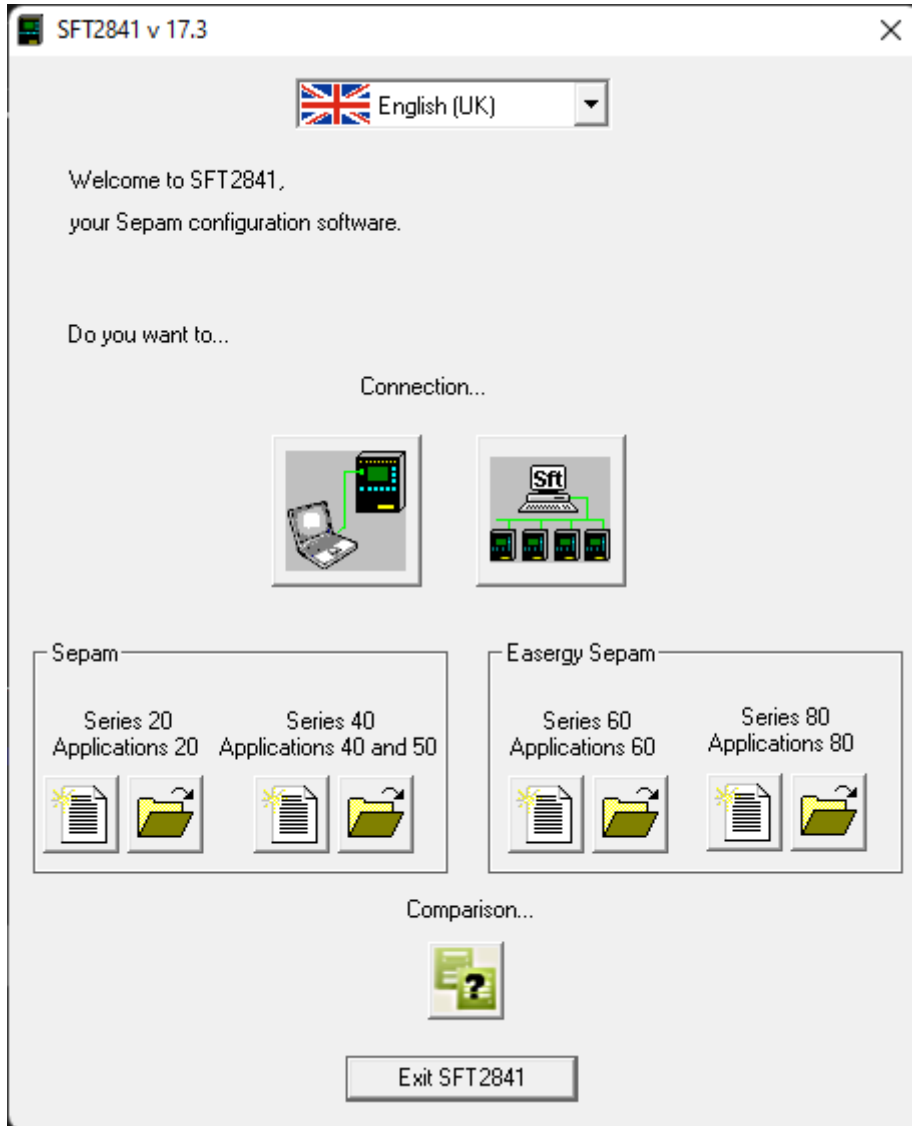 SFT2841 v 17.3
English (UK)
Welcome to SFT2841,
your Sepam configuration software.
Do you want to...
Connection...
Sft
Sepam
Series 20
Applications 20
Series 40
Applications 40 and 50
Easergy Sepam
Series 60
Applications 60
Series 80
Applications 80
Comparison...
?
Exit SFT2841